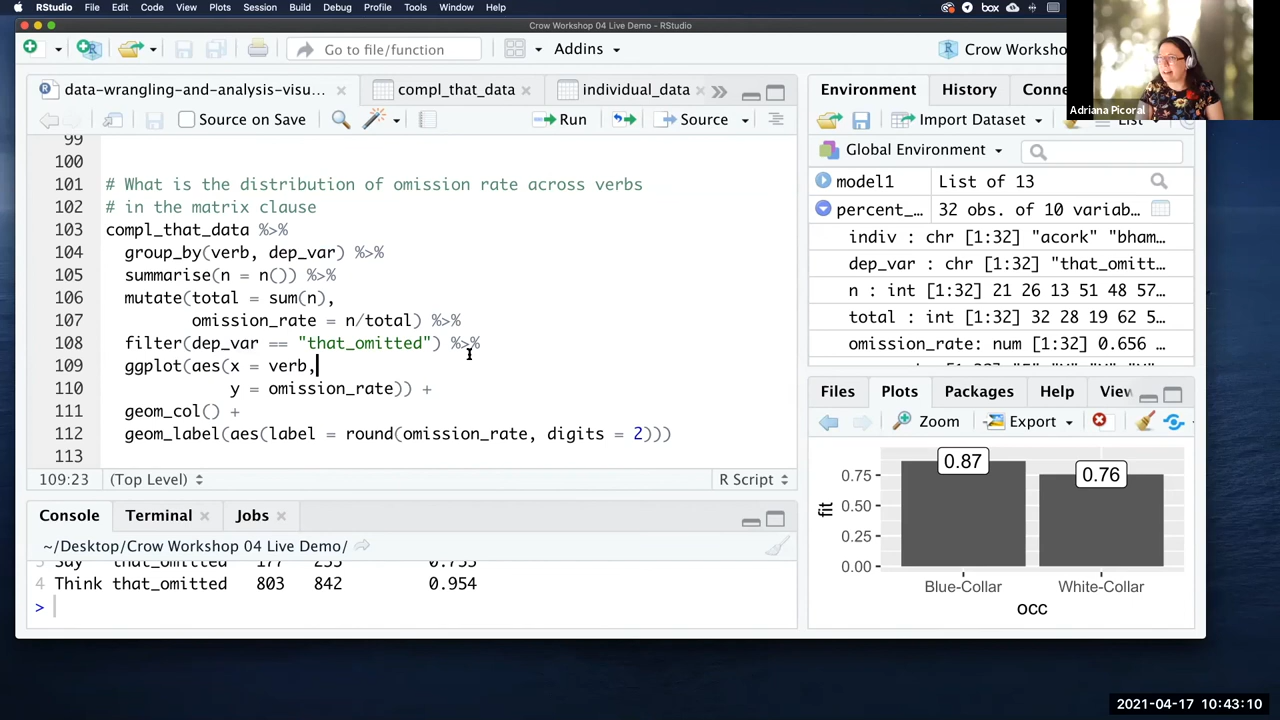 RStudio File Edit Code View Plots Session Build Debug Profile Tools Window Help
box
Crow Workshop 04 Live Demo - RStudio
Go to file/function
Addins
Crow Worksho
Adriana Picoral
data-wrangling-and-analysis-visu...
compl_that_data
individual_data
Source on Save
Run
Source
99
100
101 # What is the distribution of omission rate across verbs
102 # in the matrix clause
103 compl_that_data %>%
104 group_by(verb, dep_var) %>%
105 summarise(n = n()) %>%
106 mutate(total = sum(n),
107 omission_rate = n/total) %>%
108 filter(dep_var == "that_omitted") %>%
109 ggplot(aes(x = verb,
110 y = omission_rate)) +
111 geom_col() +
112 geom_label(aes(label = round(omission_rate, digits = 2)))
113
109:23 (Top Level) R Script
Console Terminal Jobs
~/Desktop/Crow Workshop 04 Live Demo/
4 Think that_omitted 803 842 0.954
>
Environment History Conne
Import Dataset
List
Global Environment
model1 List of 13
percent_... 32 obs. of 10 variab...
indiv : chr [1:32] "acork" "bham...
dep_var : chr [1:32] "that_omitt...
n : int [1:32] 21 26 13 51 48 57...
total : int [1:32] 32 28 19 62 5...
omission_rate: num [1:32] 0.656 ...
Files Plots Packages Help View
Zoom Export
0.87
0.76
0.75
0.50
0.25
0.00
fit
Blue-Collar White-Collar
occ
2021-04-17 10:43:10